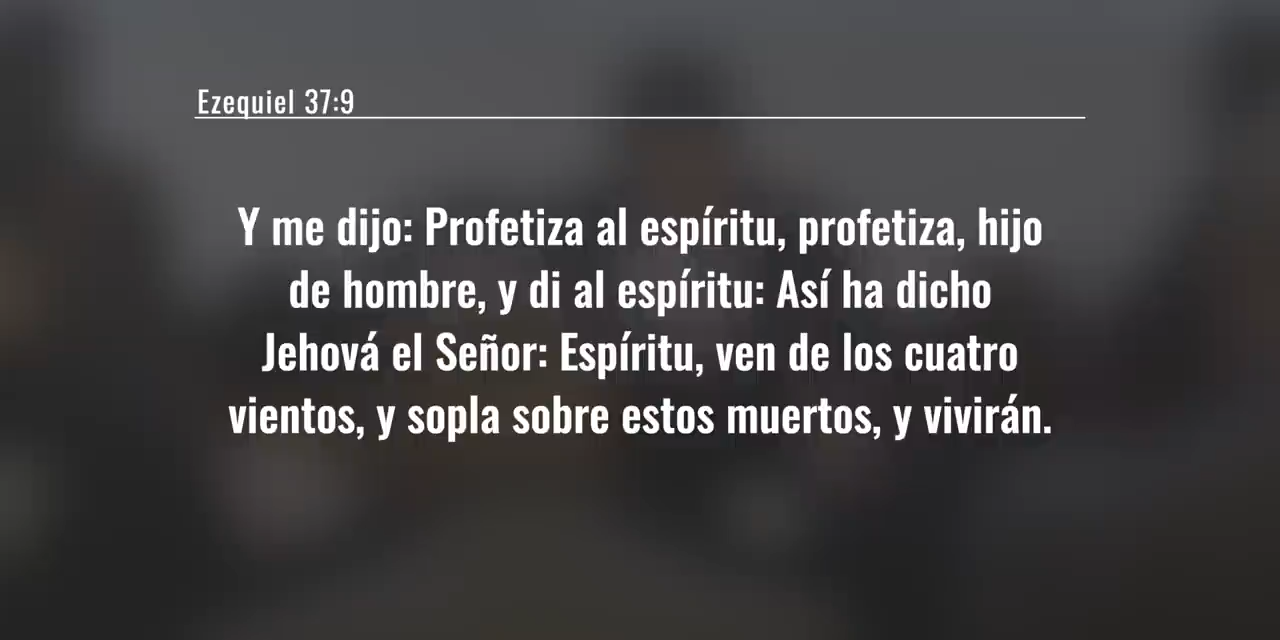 Ezequiel 37:9
Y me dijo: Profetiza al espíritu, profetiza, hijo
de hombre, y di al espíritu: Así ha dicho
Jehová el Señor: Espíritu, ven de los cuatro
vientos, y sopla sobre estos muertos, y vivirán.